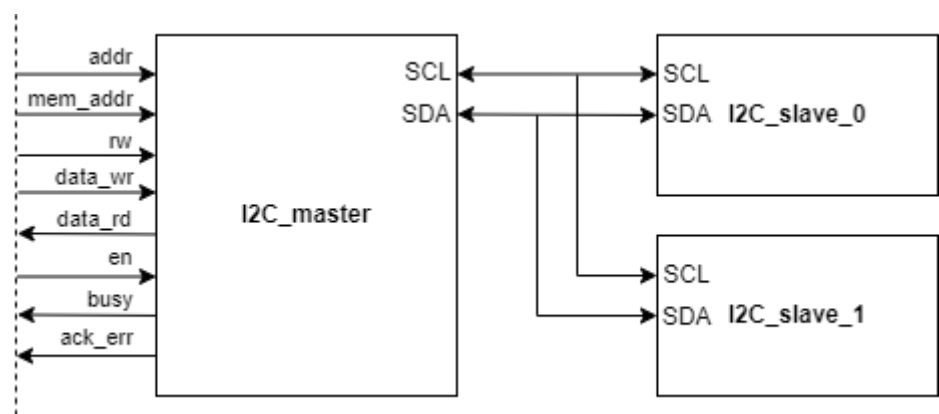 addr
mem_addr
rw
data_wr
data_rd
en
busy
ack_err
I2C_master
SCL
SDA
SCL
SDA I2C_slave_0
SCL
SDA I2C_slave_1